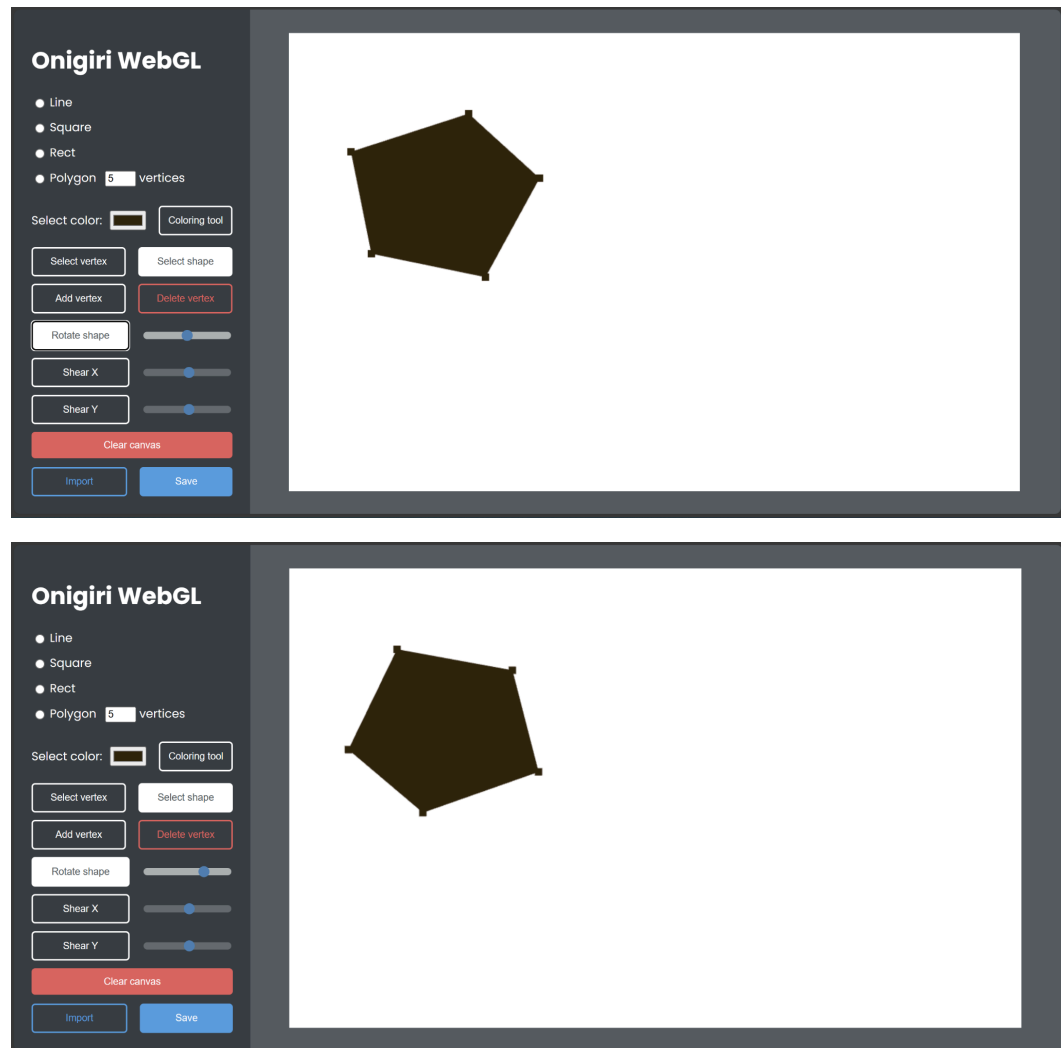 Onigiri WebGL
Line
Square
Rect
Polygon 5 vertices
Select color: Coloring tool
Select vertex Select shape
Add vertex Delete vertex
Rotate shape
Shear X
Shear Y
Clear canvas
Import Save
Onigiri WebGL
Line
Square
Rect
Polygon 5 vertices
Select color: Coloring tool
Select vertex Select shape
Add vertex Delete vertex
Rotate shape
Shear X
Shear Y
Clear canvas
Import Save